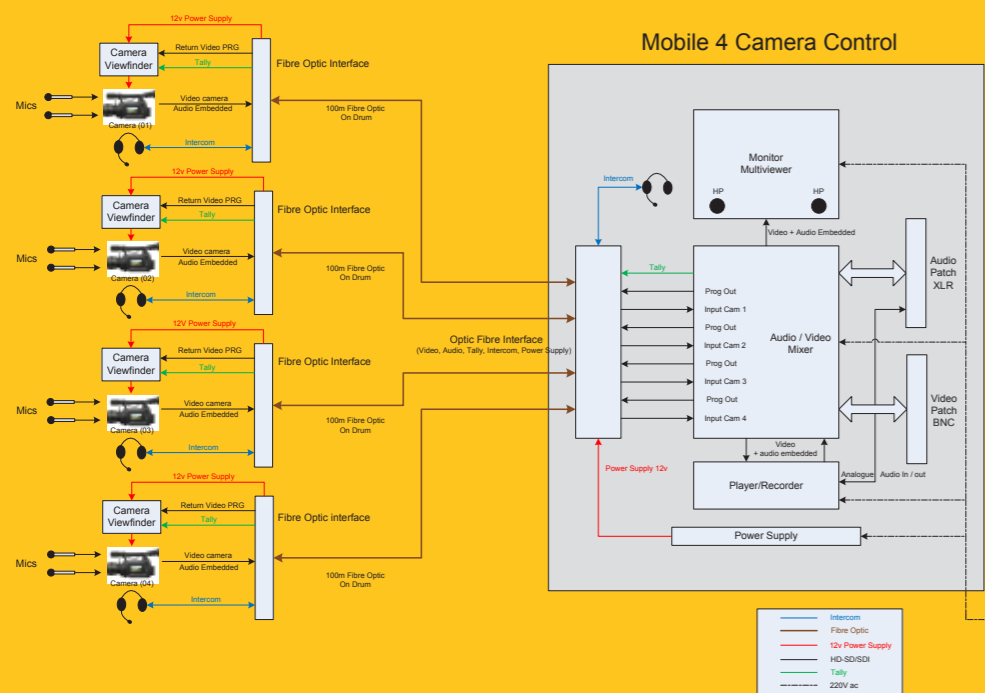 Mobile 4 Camera Control
12v Power Supply
Camera
Viewfinder
Return Video PRG
Tally
Fibre Optic Interface
Mics
Video camera
Audio Embedded
Camera (01)
100m Fibre Optic
On Drum
Intercom
12v Power Supply
Camera
Viewfinder
Return Video PRG
Tally
Fibre Optic Interface
Mics
Video camera
Audio Embedded
Camera (02)
100m Fibre Optic
On Drum
Intercom
12V Power Supply
Camera
Viewfinder
Return Video PRG
Tally
Fibre Optic Interface
Mics
Video camera
Audio Embedded
Camera (03)
100m Fibre Optic
On Drum
Intercom
12v Power Supply
Camera
Viewfinder
Return Video PRG
Tally
Fibre Optic interface
Mics
Video camera
Audio Embedded
Camera (04)
100m Fibre Optic
On Drum
Intercom
Optic Fibre Interface
(Video, Audio, Tally, Intercom, Power Supply)
Intercom
Monitor
Multiviewer
HP
HP
Video + Audio Embedded
Tally
Prog Out
Input Cam 1
Prog Out
Input Cam 2
Prog Out
Input Cam 3
Prog Out
Input Cam 4
Audio / Video
Mixer
Audio
Patch
XLR
Video
Patch
BNC
Video
+ audio embedded
Power Supply 12v
Player/Recorder
Analogue Audio In / out
Power Supply
Intercom
Fibre Optic
12v Power Supply
HD-SD/SDI
Tally
220V ac